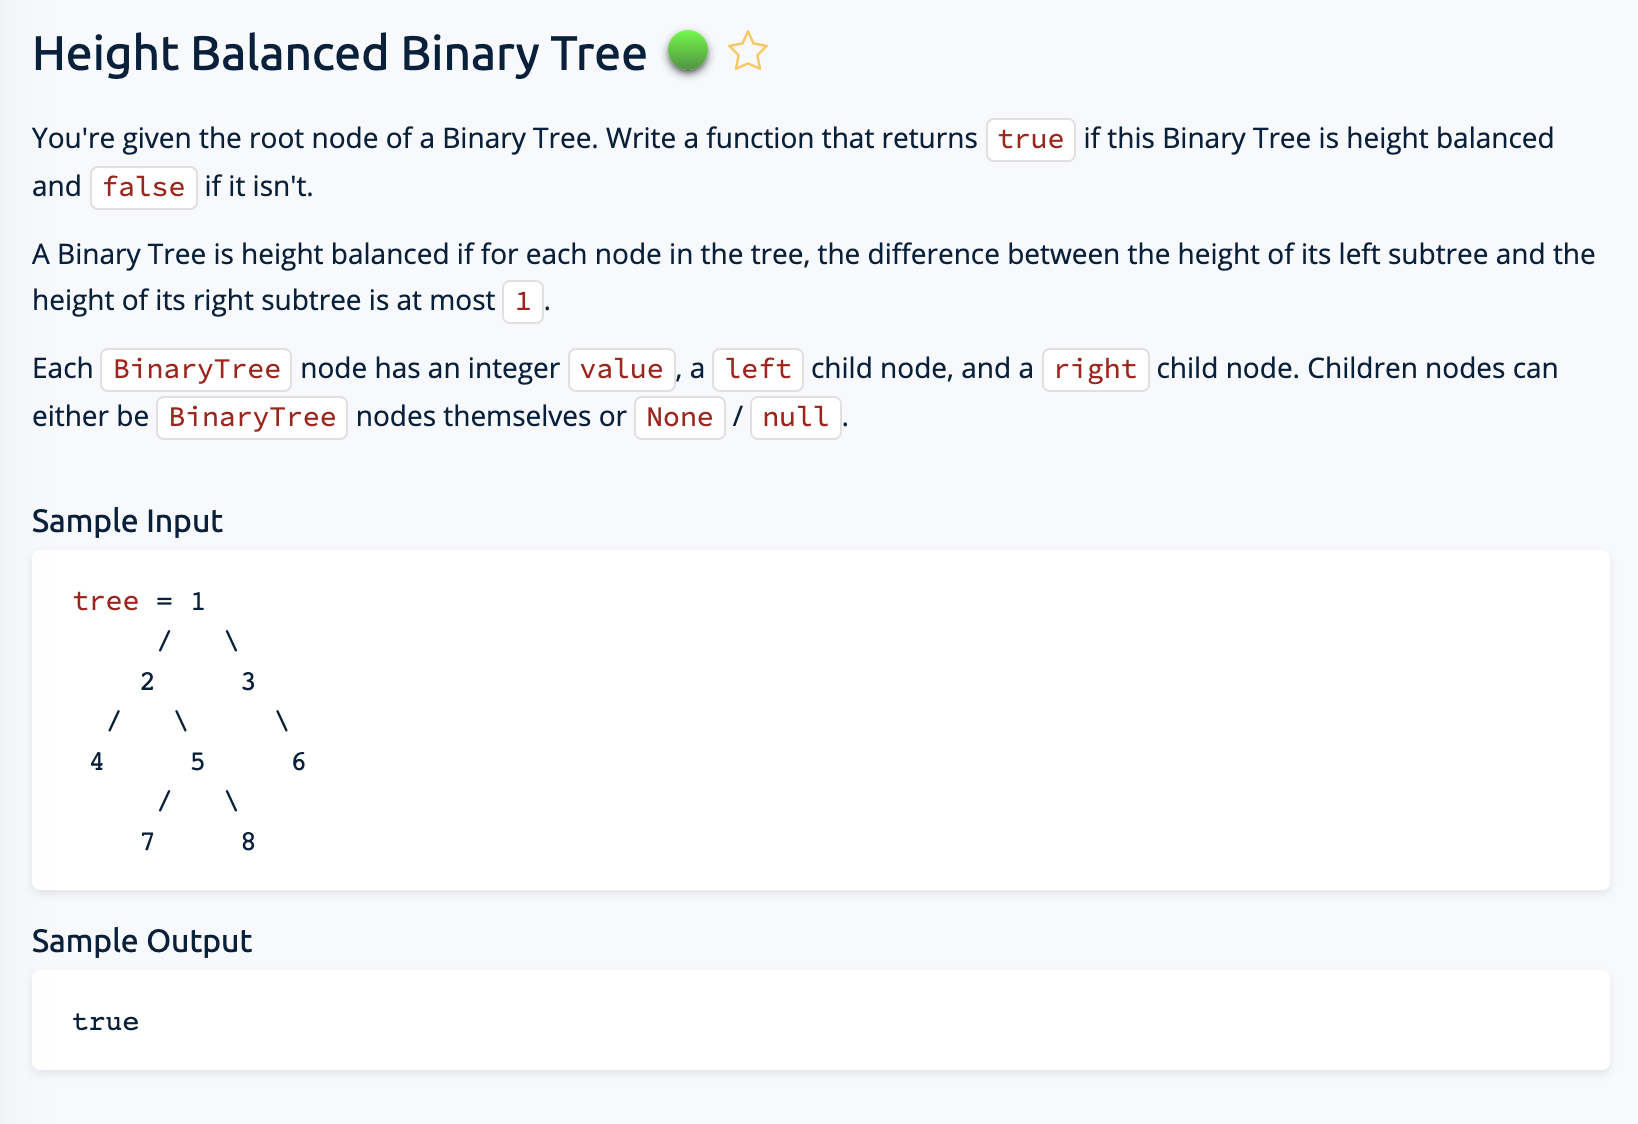 Height Balanced Binary Tree
You're given the root node of a Binary Tree. Write a function that returns true if this Binary Tree is height balanced
and false if it isn't.
A Binary Tree is height balanced if for each node in the tree, the difference between the height of its left subtree and the
height of its right subtree is at most 1.
Each BinaryTree node has an integer value, a left child node, and a right child node. Children nodes can
either be BinaryTree nodes themselves or None / null.
Sample Input
tree = 1
     /   \
    2     3
  /   \     \
 4     5     6
     /   \
    7     8
Sample Output
true